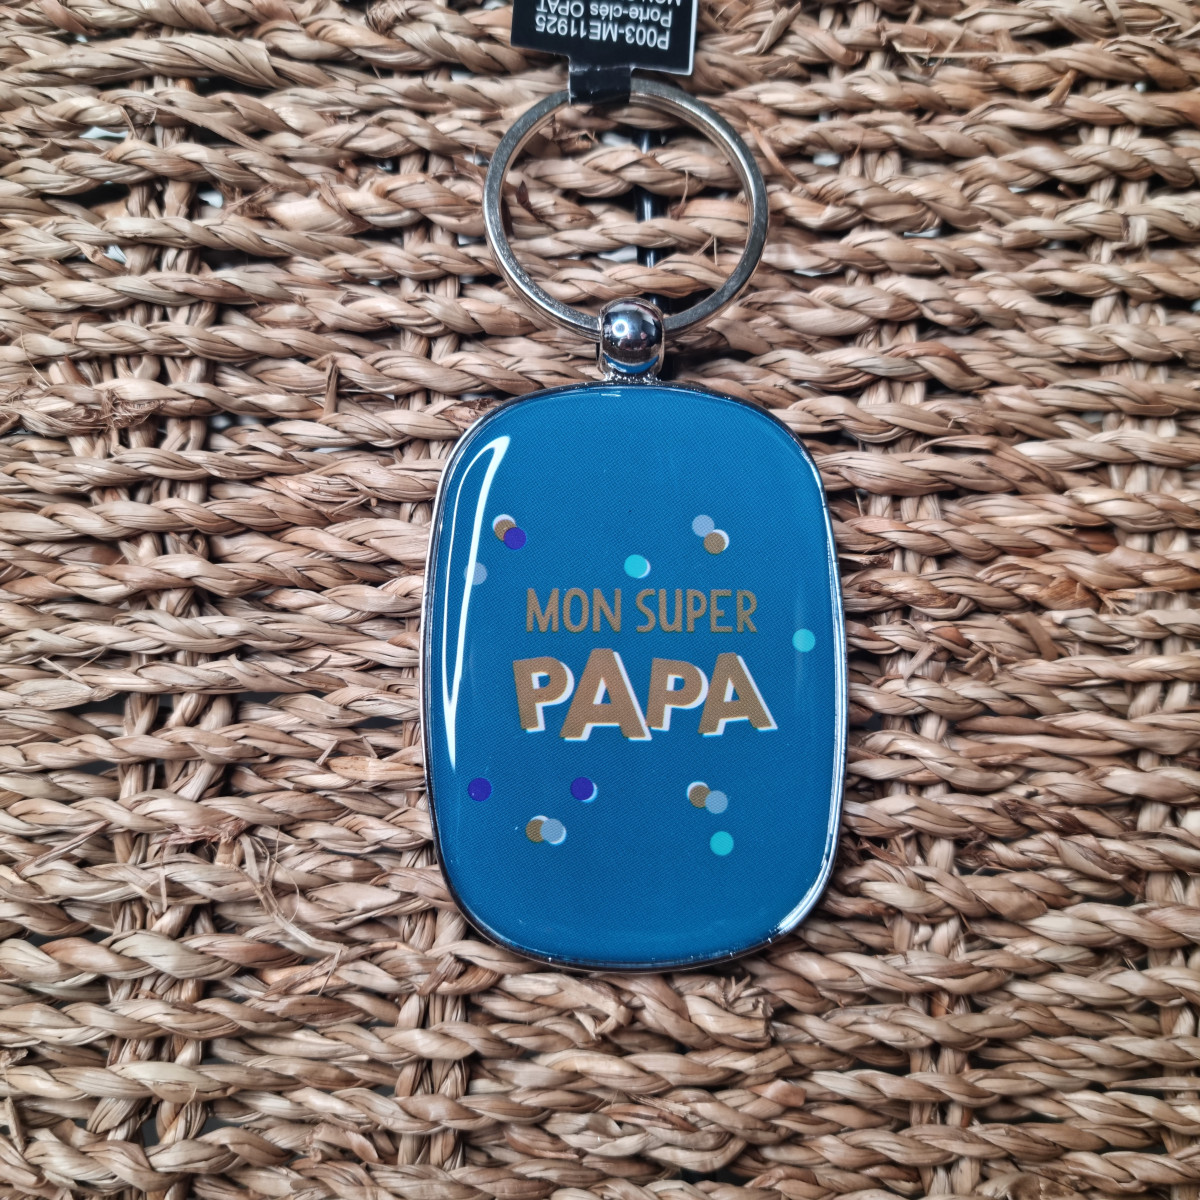 P003-ME11925
Porte-clés OPAT
MON SUPER
PAPA